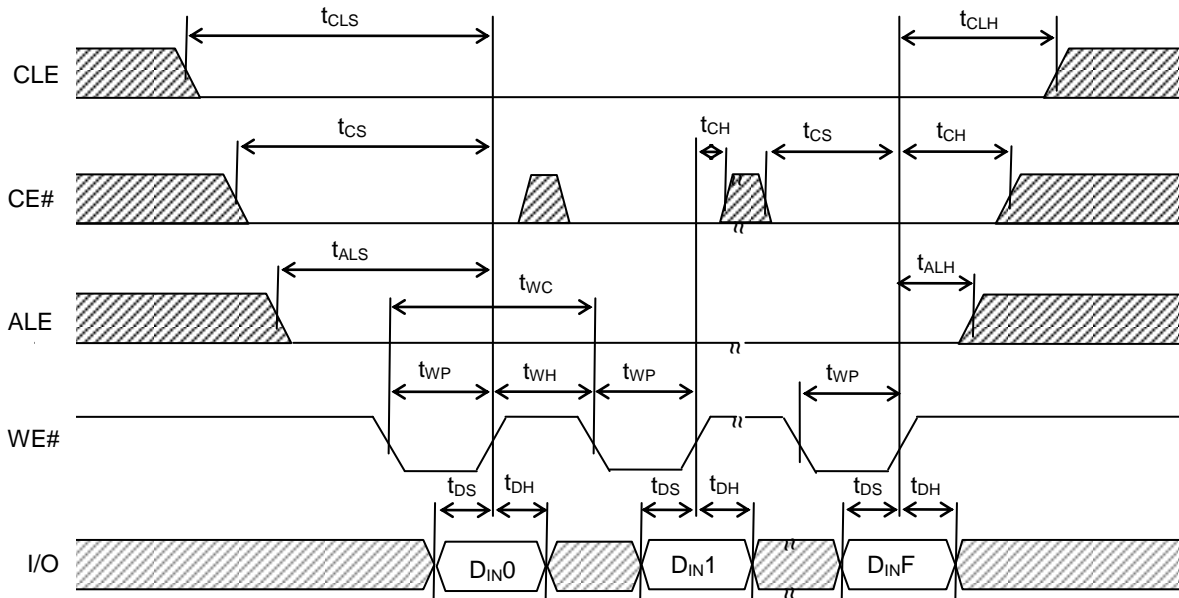 tCLS tCLH
CLE
tCS tCH tCS tCH
CE#
tALS tWC tALH
ALE
tWP tWH tWP tWP
WE#
tDS tDH tDS tDH tDS tDH
I/O DIN0 DIN1 DINF